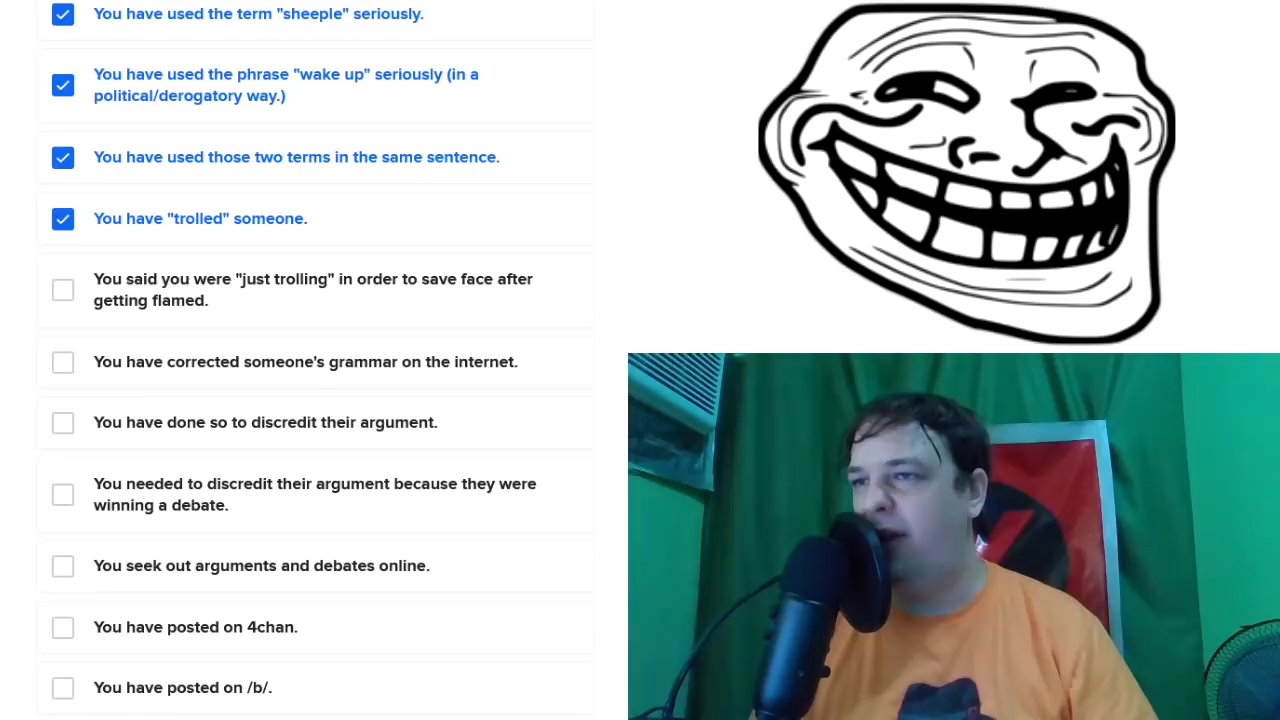 You have used the term "sheeple" seriously.
You have used the phrase "wake up" seriously (in a
political/derogatory way.)
You have used those two terms in the same sentence.
You have "trolled" someone.
You said you were "just trolling" in order to save face after
getting flamed.
You have corrected someone's grammar on the internet.
You have done so to discredit their argument.
You needed to discredit their argument because they were
winning a debate.
You seek out arguments and debates online.
You have posted on 4chan.
You have posted on /b/.